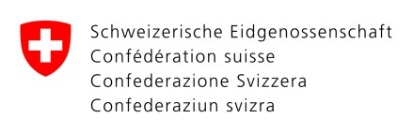 Schweizerische Eidgenossenschaft
Confédération suisse
Confederazione Svizzera
Confederaziun svizra